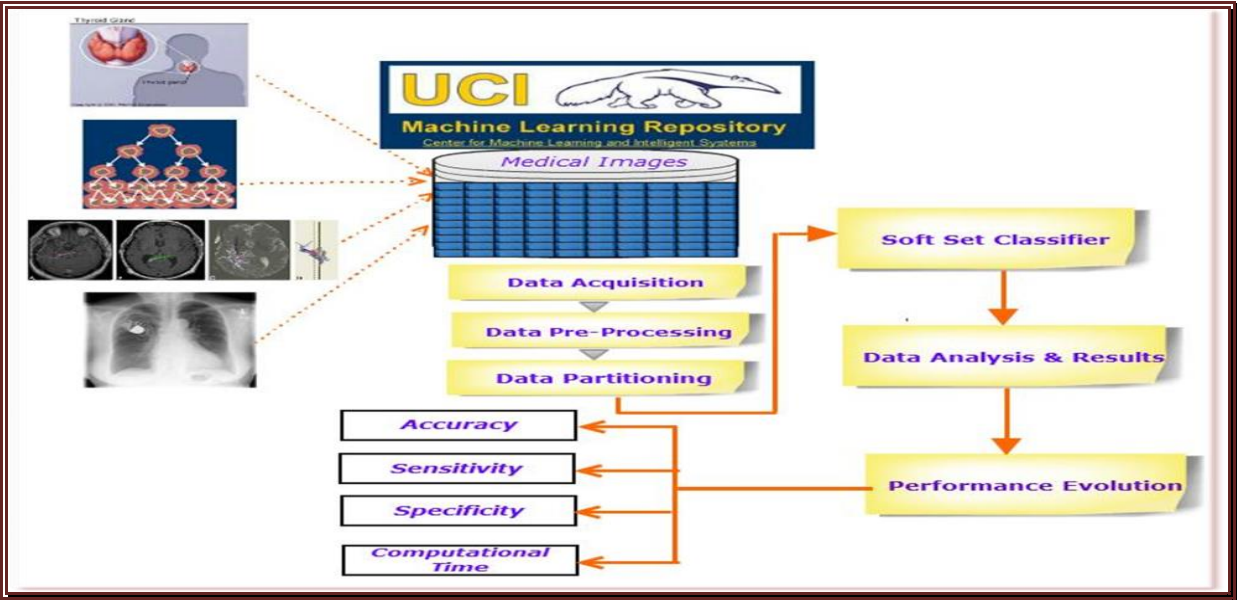 Thyroid Gland
UCI
Machine Learning Repository
Center for Machine Learning and Intelligent Systems
Medical Images
Data Acquisition
Data Pre-Processing
Data Partitioning
Soft Set Classifier
Data Analysis & Results
Performance Evolution
Accuracy
Sensitivity
Specificity
Computational
Time